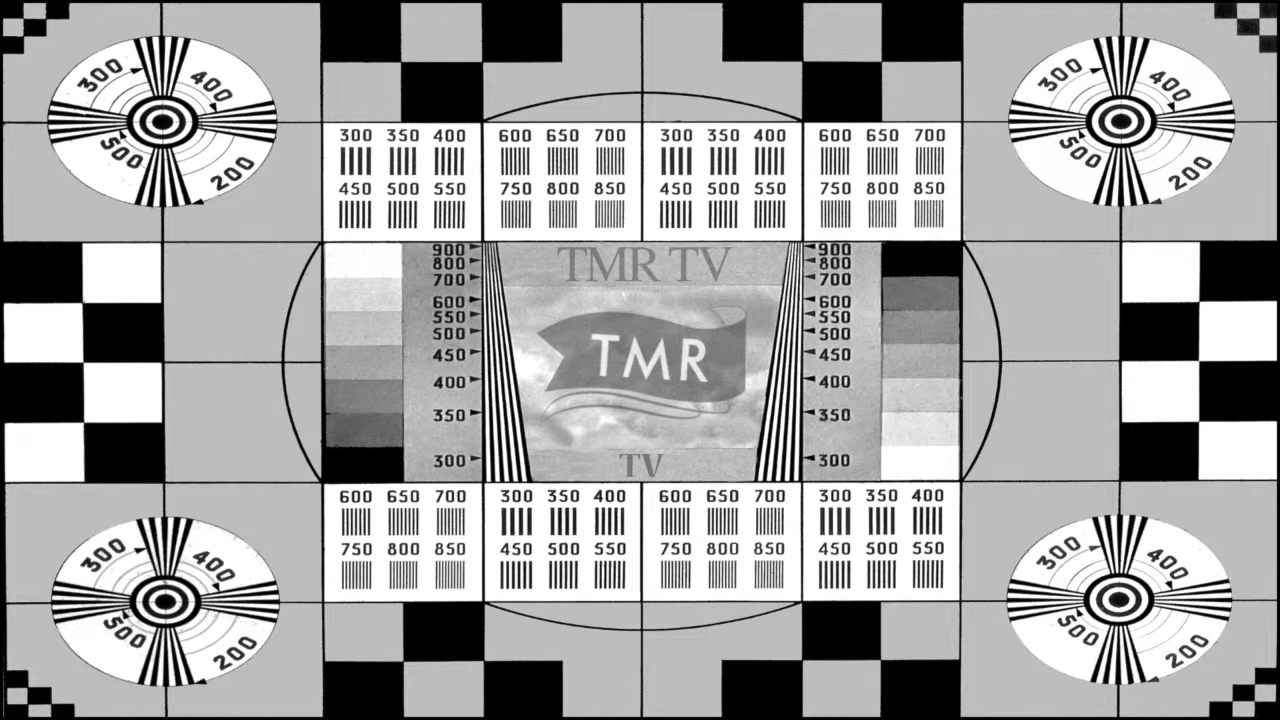 300 400
500 200
300 400
500 200
300 350 400 600 650 700 300 350 400 600 650 700
450 500 550 750 800 850 450 500 550 750 800 850
900 TMR TV 900
800 800
700 700
600 600
550 550
500 500
TMR
450 450
400 400
350 350
300 TV 300
600 650 700 300 350 400 600 650 700 300 350 400
750 800 850 450 500 550 750 800 850 450 500 550
300 400
500 200
300 400
500 200